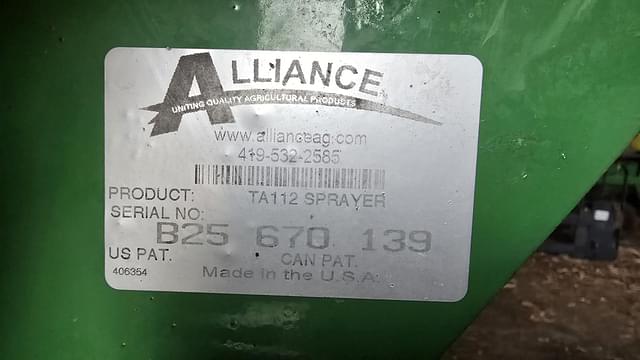 ALLIANCE
UNITING QUALITY AGRICULTURAL PRODUCTS
www.allianceag.com
419-532-2585
PRODUCT: TA112 SPRAYER
SERIAL NO:
B25 670 139
US PAT. CAN PAT.
406354 Made in the U.S.A.